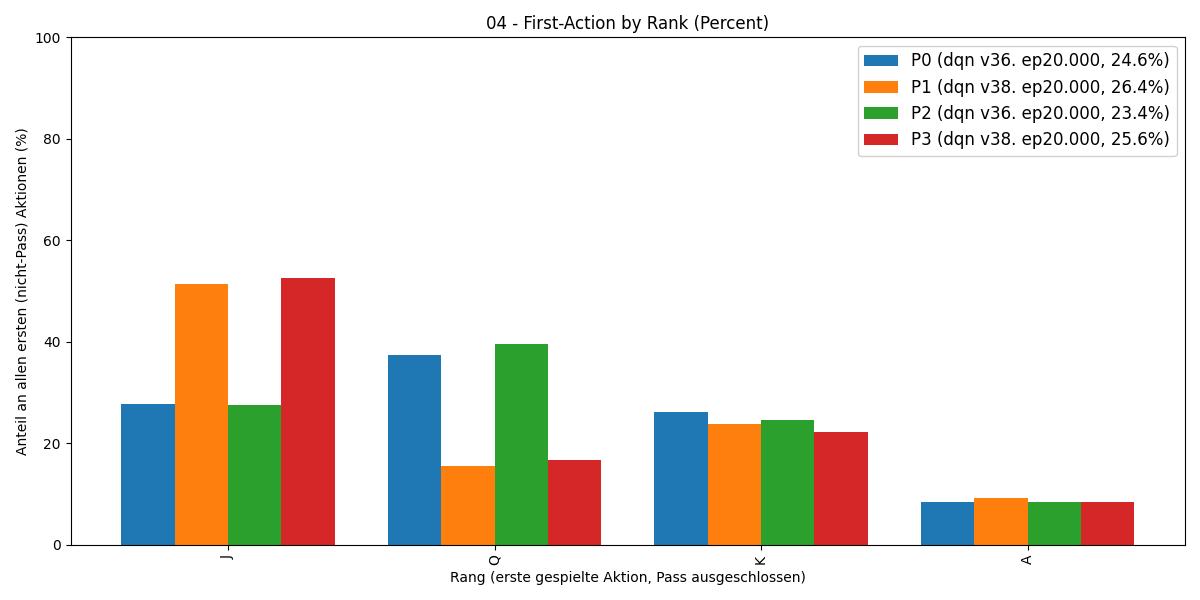 04 - First-Action by Rank (Percent)
Anteil an allen ersten (nicht-Pass) Aktionen (%)
100
80
60
40
20
0
P0 (dqn v36. ep20.000, 24.6%)
P1 (dqn v38. ep20.000, 26.4%)
P2 (dqn v36. ep20.000, 23.4%)
P3 (dqn v38. ep20.000, 25.6%)
J
Q
K
A
Rang (erste gespielte Aktion, Pass ausgeschlossen)